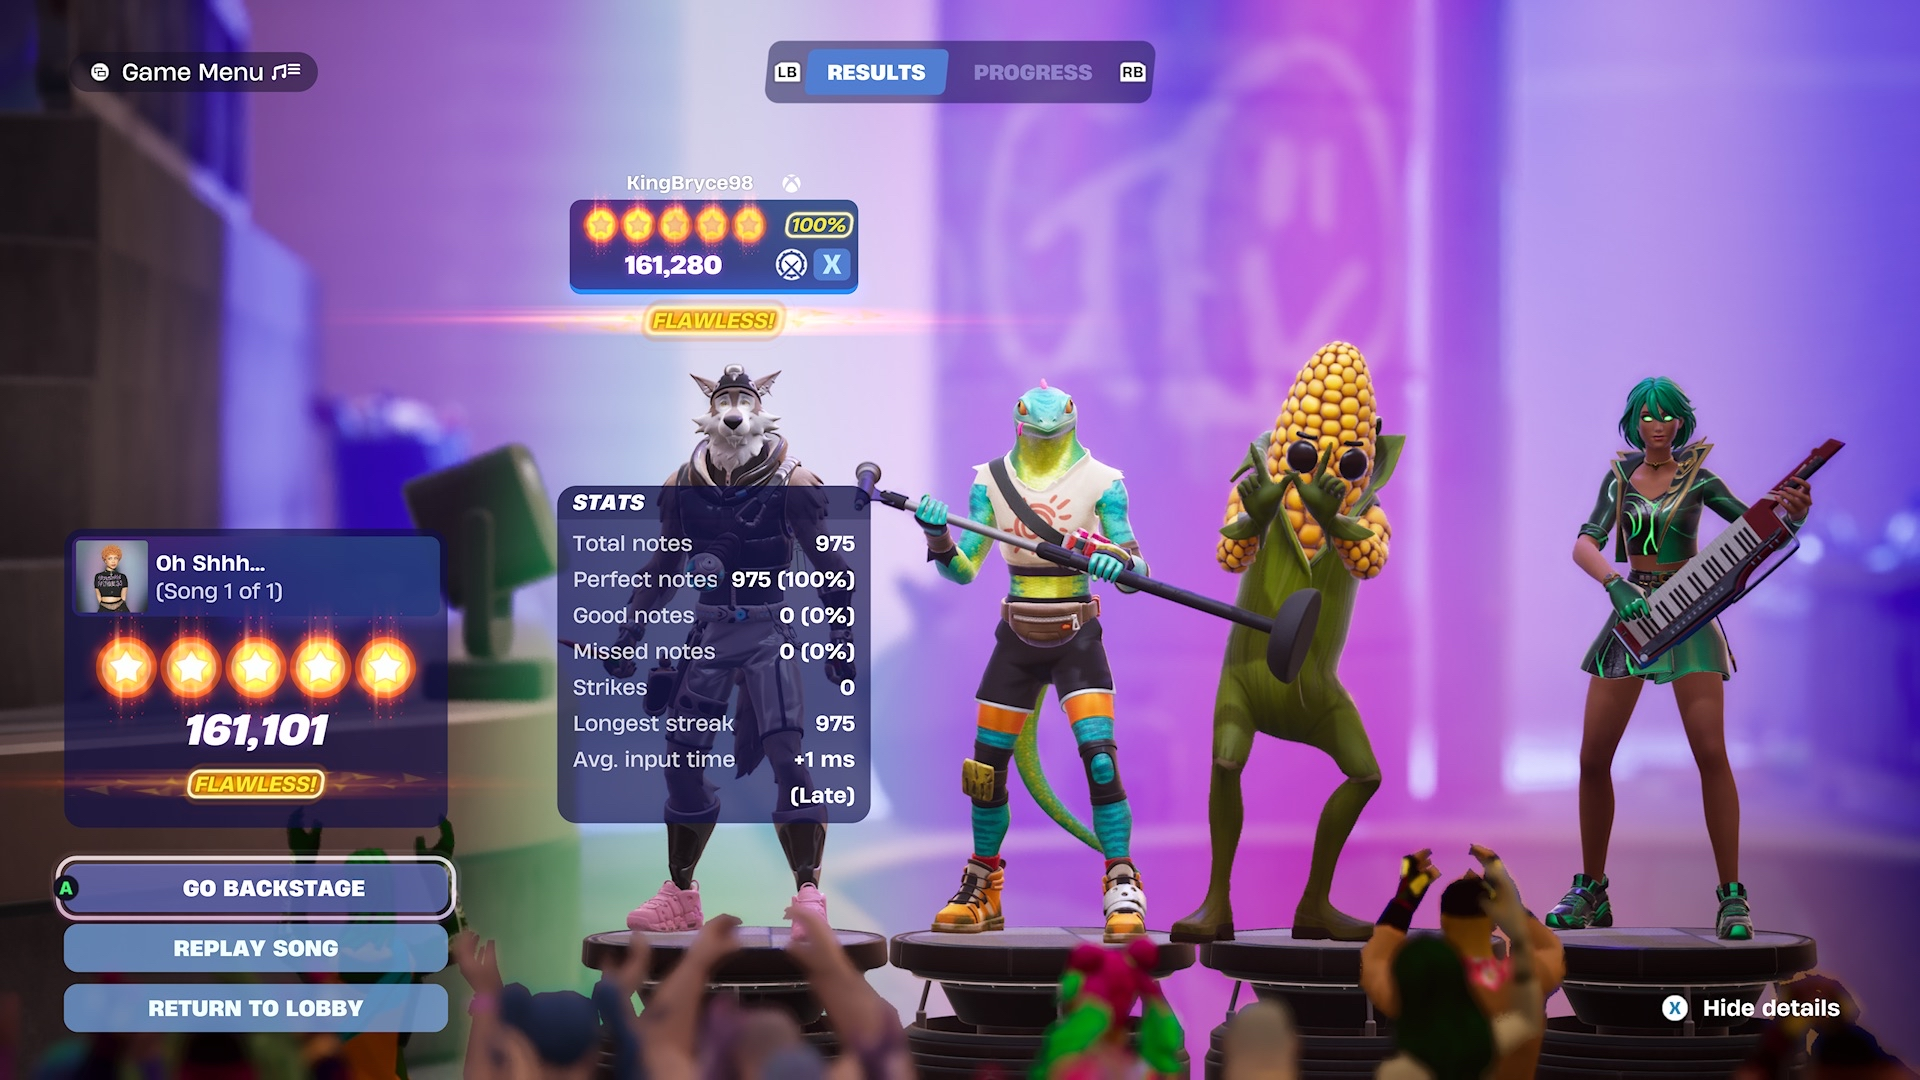 Game Menu
LB RESULTS PROGRESS RB
KingBryce98
100%
161,280 X
FLAWLESS!
STATS
Total notes 975
Perfect notes 975 (100%)
Good notes 0 (0%)
Missed notes 0 (0%)
Strikes 0
Longest streak 975
Avg. input time +1 ms
(Late)
Oh Shhh...
(Song 1 of 1)
161,101
FLAWLESS!
A GO BACKSTAGE
REPLAY SONG
RETURN TO LOBBY
X Hide details